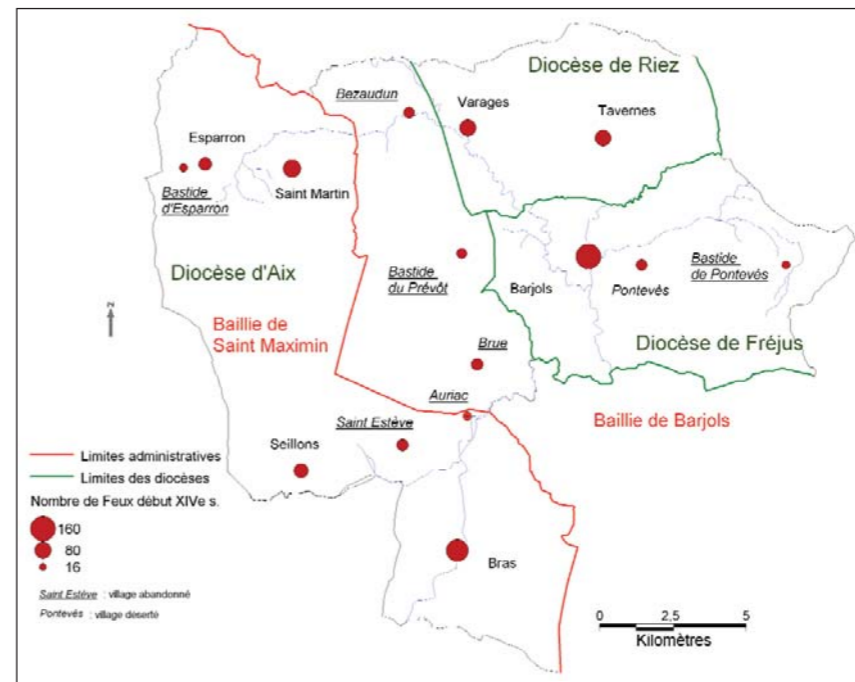 Diocèse de Riez
Bezaudun
Varages
Tavernes
Esparron
Bastide
d'Esparron
Saint Martin
Diocèse d'Aix
Bastide
du Prévôt
Barjols
Pontevés
Bastide
de Pontevés
Baillie de
Saint Maximin
N
Diocèse de Fréjus
Brue
Auriac
Baillie de Barjols
Saint Estève
Seillons
Limites administratives
Limites des diocèses
Nombre de Feux début XIVe s.
160
80
16
Bras
Saint Estève : village abandonné
Pontevés : village déserté
0 2,5 5
Kilomètres